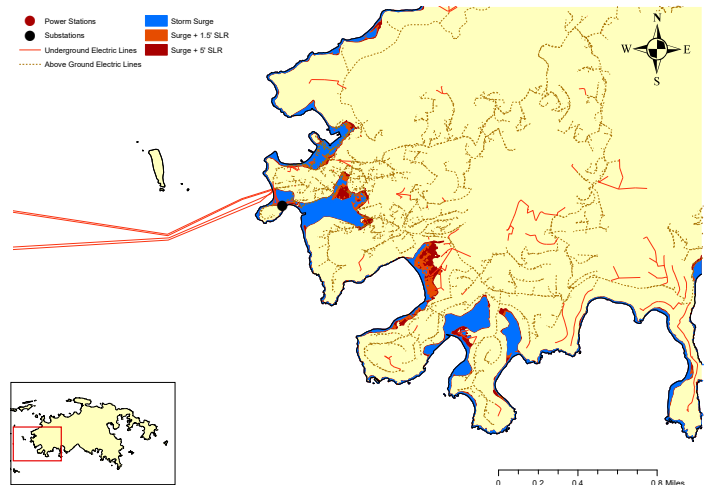 Power Stations
Substations
Underground Electric Lines
Above Ground Electric Lines
Storm Surge
Surge + 1.5' SLR
Surge + 5' SLR
N
W E
S
0 0.2 0.4 0.8 Miles